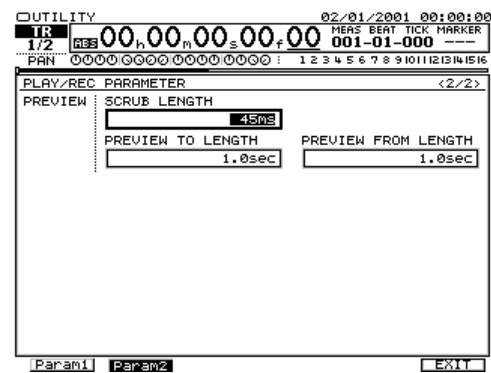 UTILITY 02/01/2001 00:00:00
TR 1/2 ABS 00h00m00s00f00 MEAS BEAT TICK MARKER
001-01-000 ---
PAN 1 2 3 4 5 6 7 8 9 10 11 12 13 14 15 16
PLAY/REC PARAMETER <2/2>
PREVIEW SCRUB LENGTH
45ms
PREVIEW TO LENGTH PREVIEW FROM LENGTH
1.0sec 1.0sec
Param1 Param2 EXIT